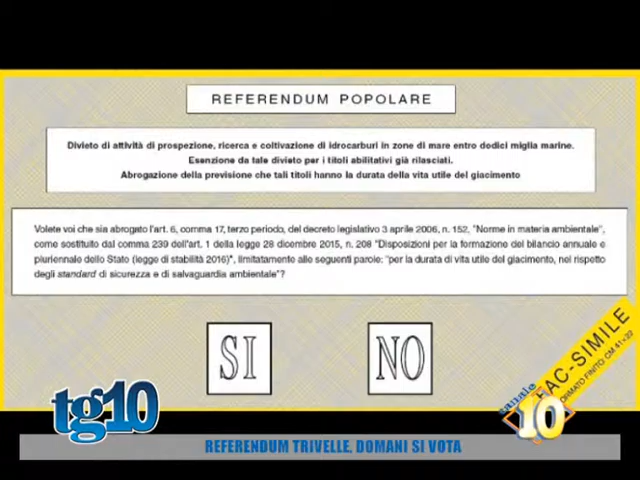 REFERENDUM POPOLARE
Divieto di attività di prospezione, ricerca e coltivazione di idrocarburi in zone di mare entro dodici miglia marine.
Esenzione da tale divieto per i titoli abilitativi già rilasciati.
Abrogazione della previsione che tali titoli hanno la durata della vita utile del giacimento
Volete voi che sia abrogato l'art. 6, comma 17, terzo periodo, del decreto legislativo 3 aprile 2006, n. 152, "Norme in materia ambientale",
come sostituito dal comma 239 dell'art. 1 della legge 28 dicembre 2015, n. 208 "Disposizioni per la formazione del bilancio annuale e
pluriennale dello Stato (legge di stabilità 2016)", limitatamente alle seguenti parole: "per la durata di vita utile del giacimento, nel rispetto
degli standard di sicurezza e di salvaguardia ambientale"?
SI
NO
FAC-SIMILE
FORMATO FINITO CM 41×22
tg10
canale
10
REFERENDUM TRIVELLE, DOMANI SI VOTA